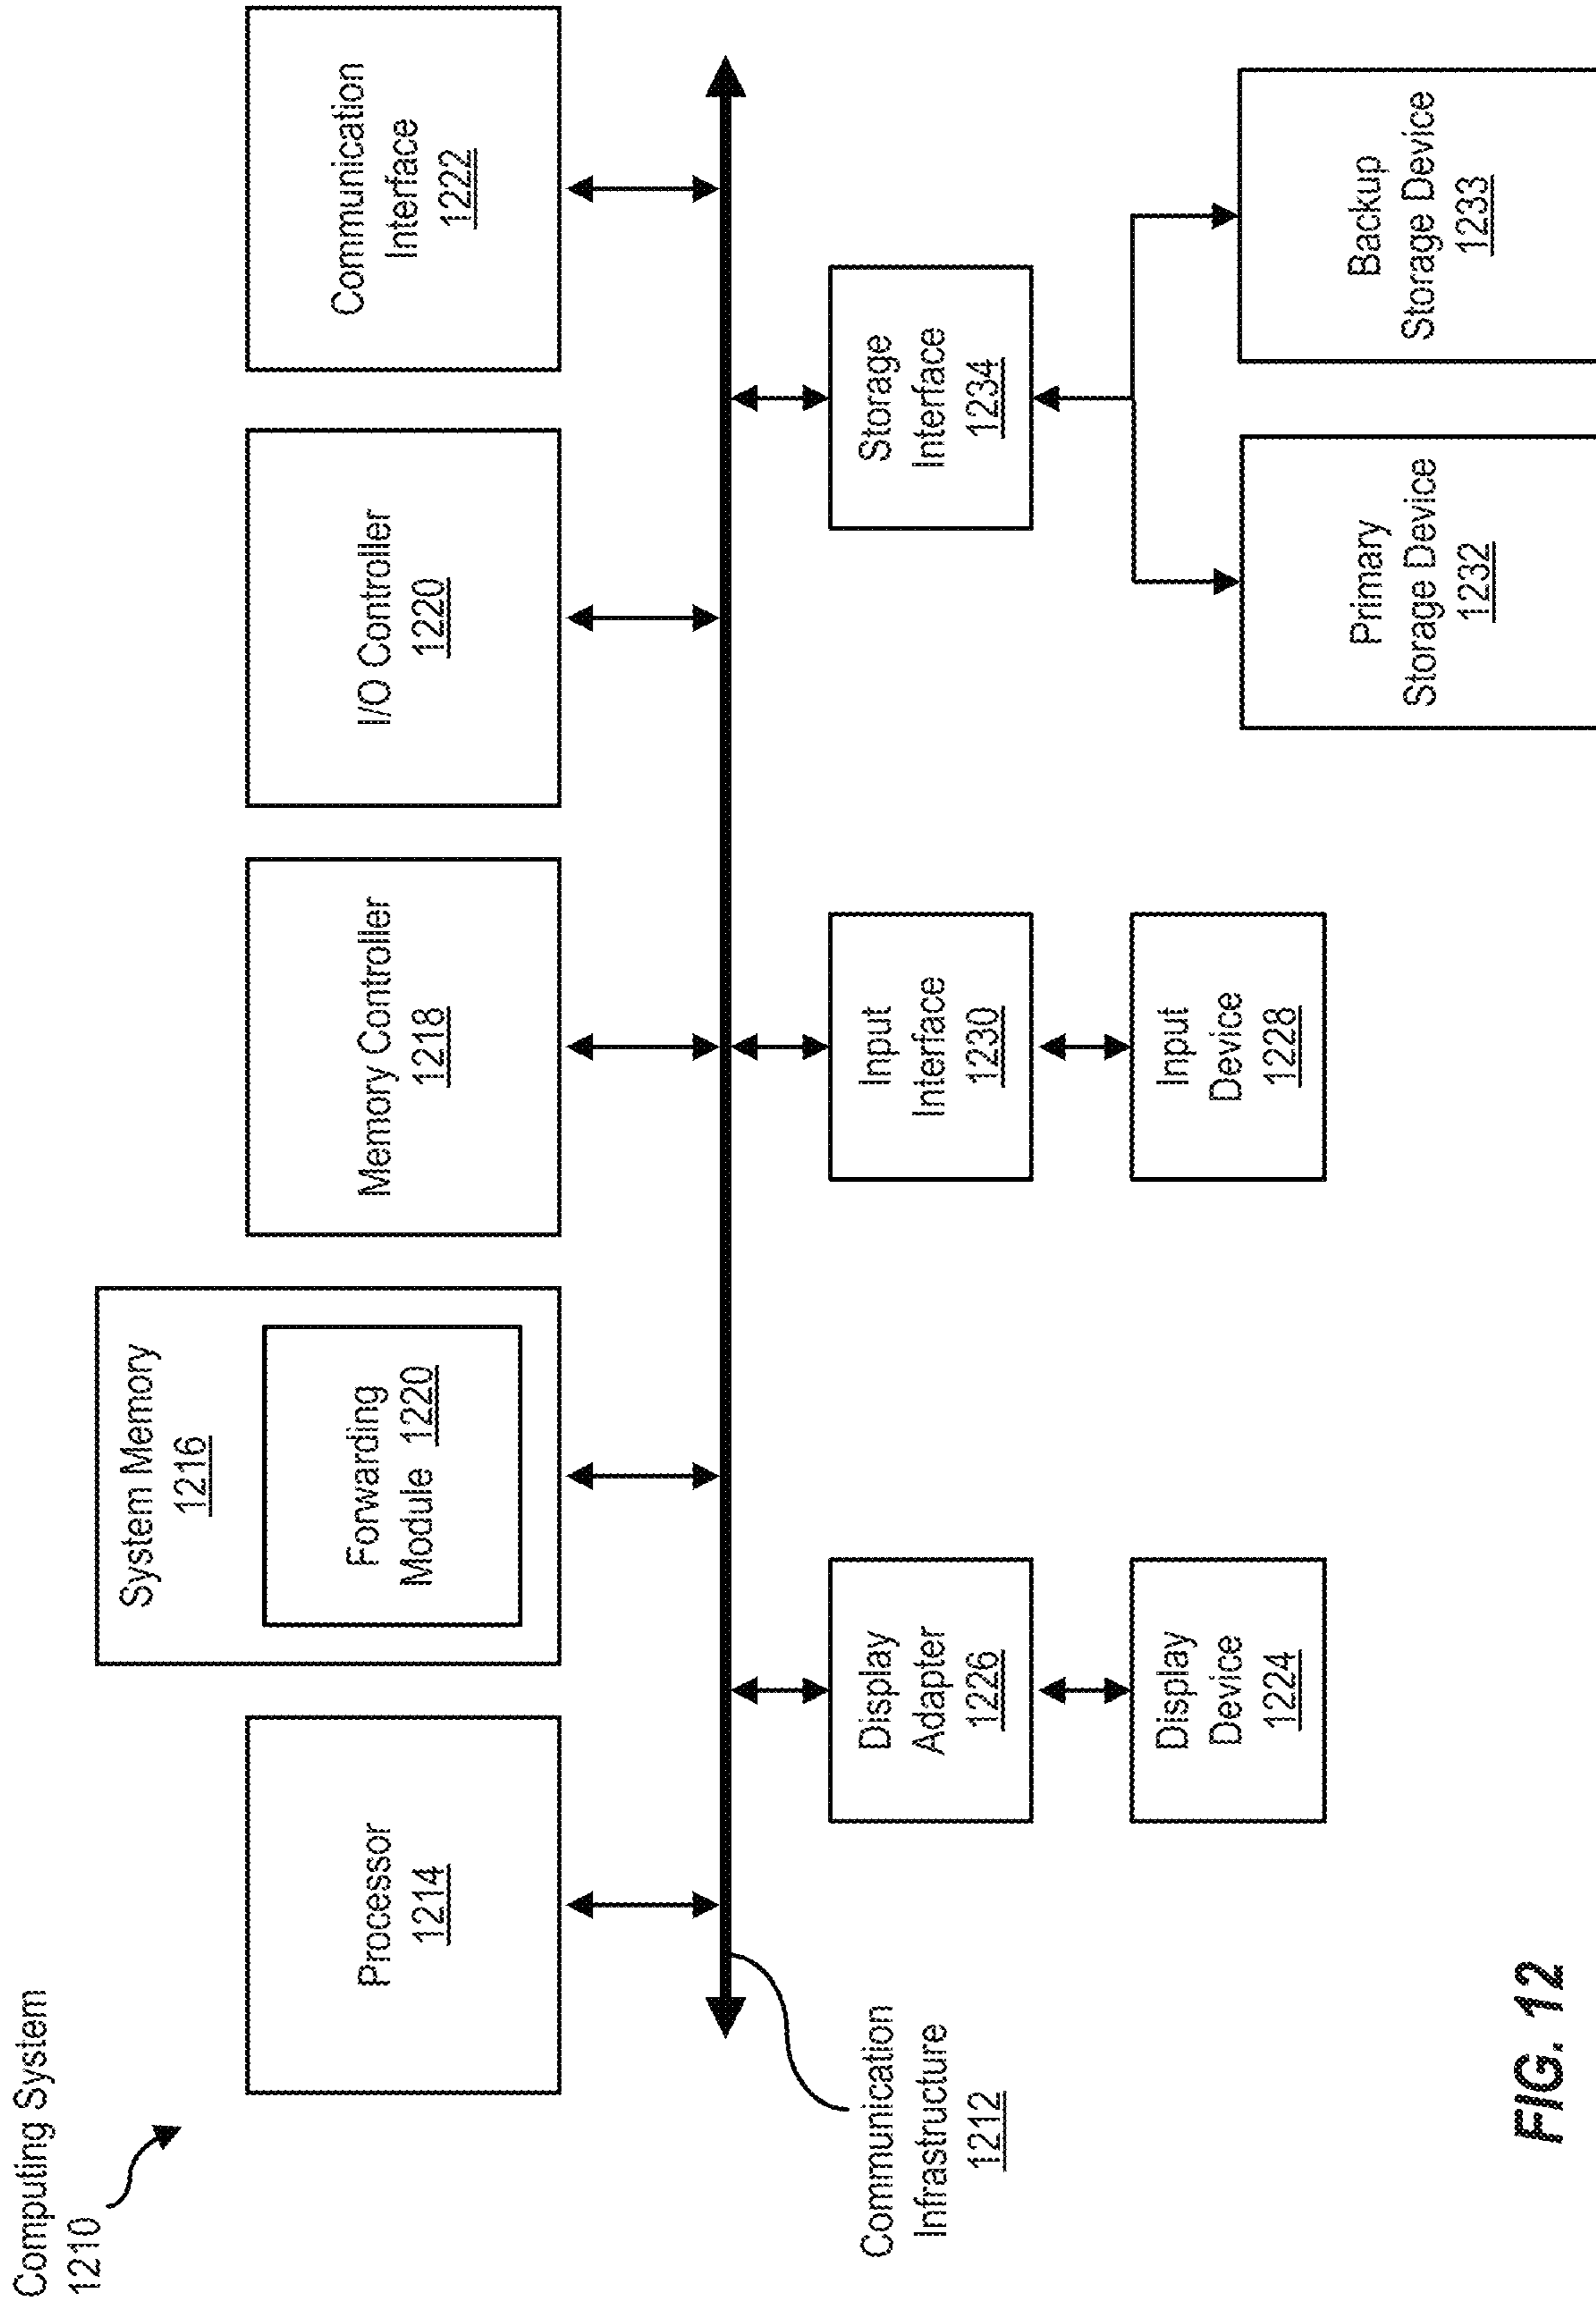 Computing System
1210
Processor
1214
System Memory
1216
Forwarding
Module 1220
Memory Controller
1218
I/O Controller
1220
Communication
Interface
1222
Communication
Infrastructure
1212
Display
Adapter
1226
Input
Interface
1230
Storage
Interface
1234
Display
Device
1224
Input
Device
1228
Primary
Storage Device
1232
Backup
Storage Device
1233
FIG. 12